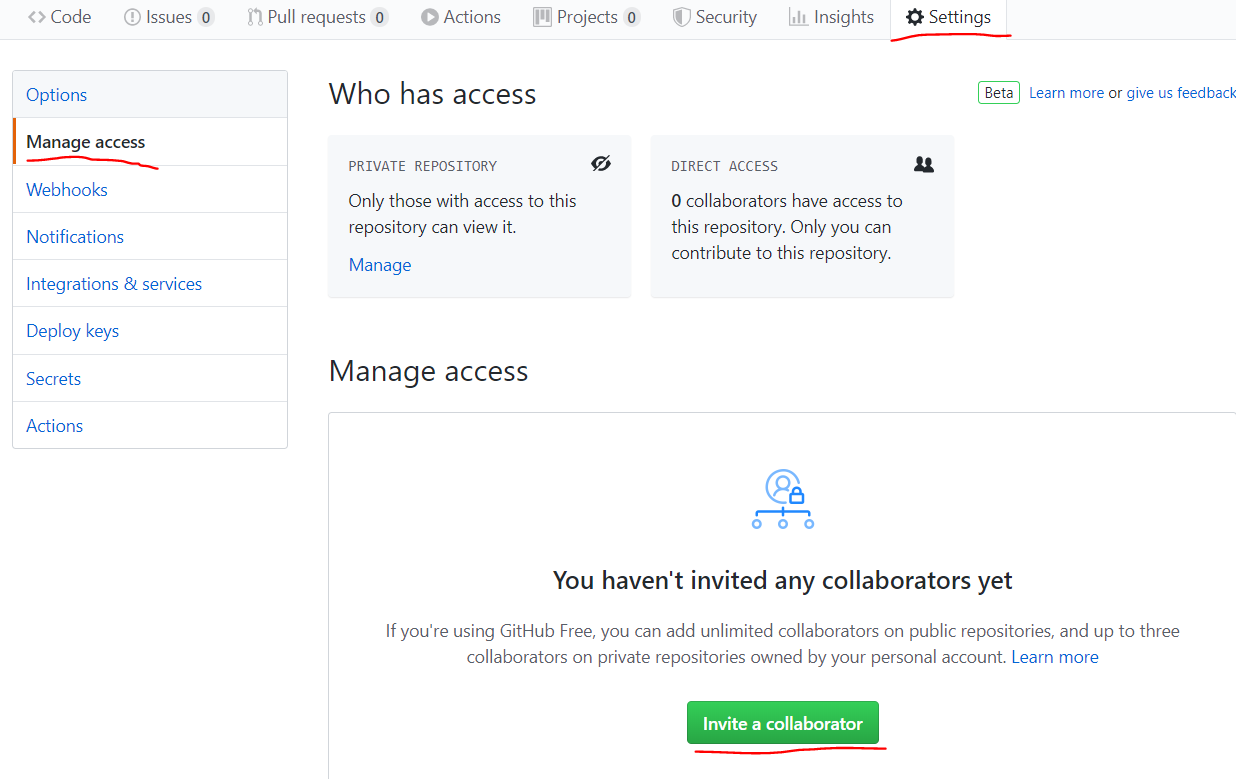 Code Issues 0 Pull requests 0 Actions Projects 0 Security Insights Settings
Options
Manage access
Webhooks
Notifications
Integrations & services
Deploy keys
Secrets
Actions
Who has access
Beta Learn more or give us feedback
PRIVATE REPOSITORY
Only those with access to this
repository can view it.
Manage
DIRECT ACCESS
0 collaborators have access to
this repository. Only you can
contribute to this repository.
Manage access
You haven't invited any collaborators yet
If you're using GitHub Free, you can add unlimited collaborators on public repositories, and up to three
collaborators on private repositories owned by your personal account. Learn more
Invite a collaborator